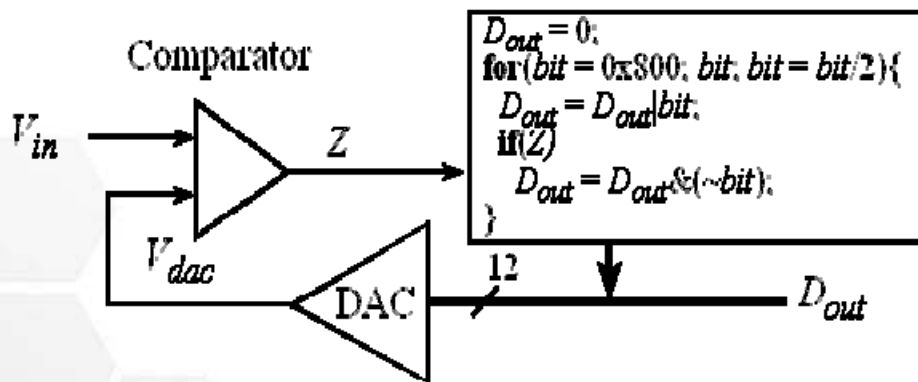 Comparator
V_in
Z
V_dac
DAC
12
D_out
D_out = 0;
for(bit = 0x800; bit; bit = bit/2){
D_out = D_out|bit;
if(Z)
D_out = D_out&(~bit);
}